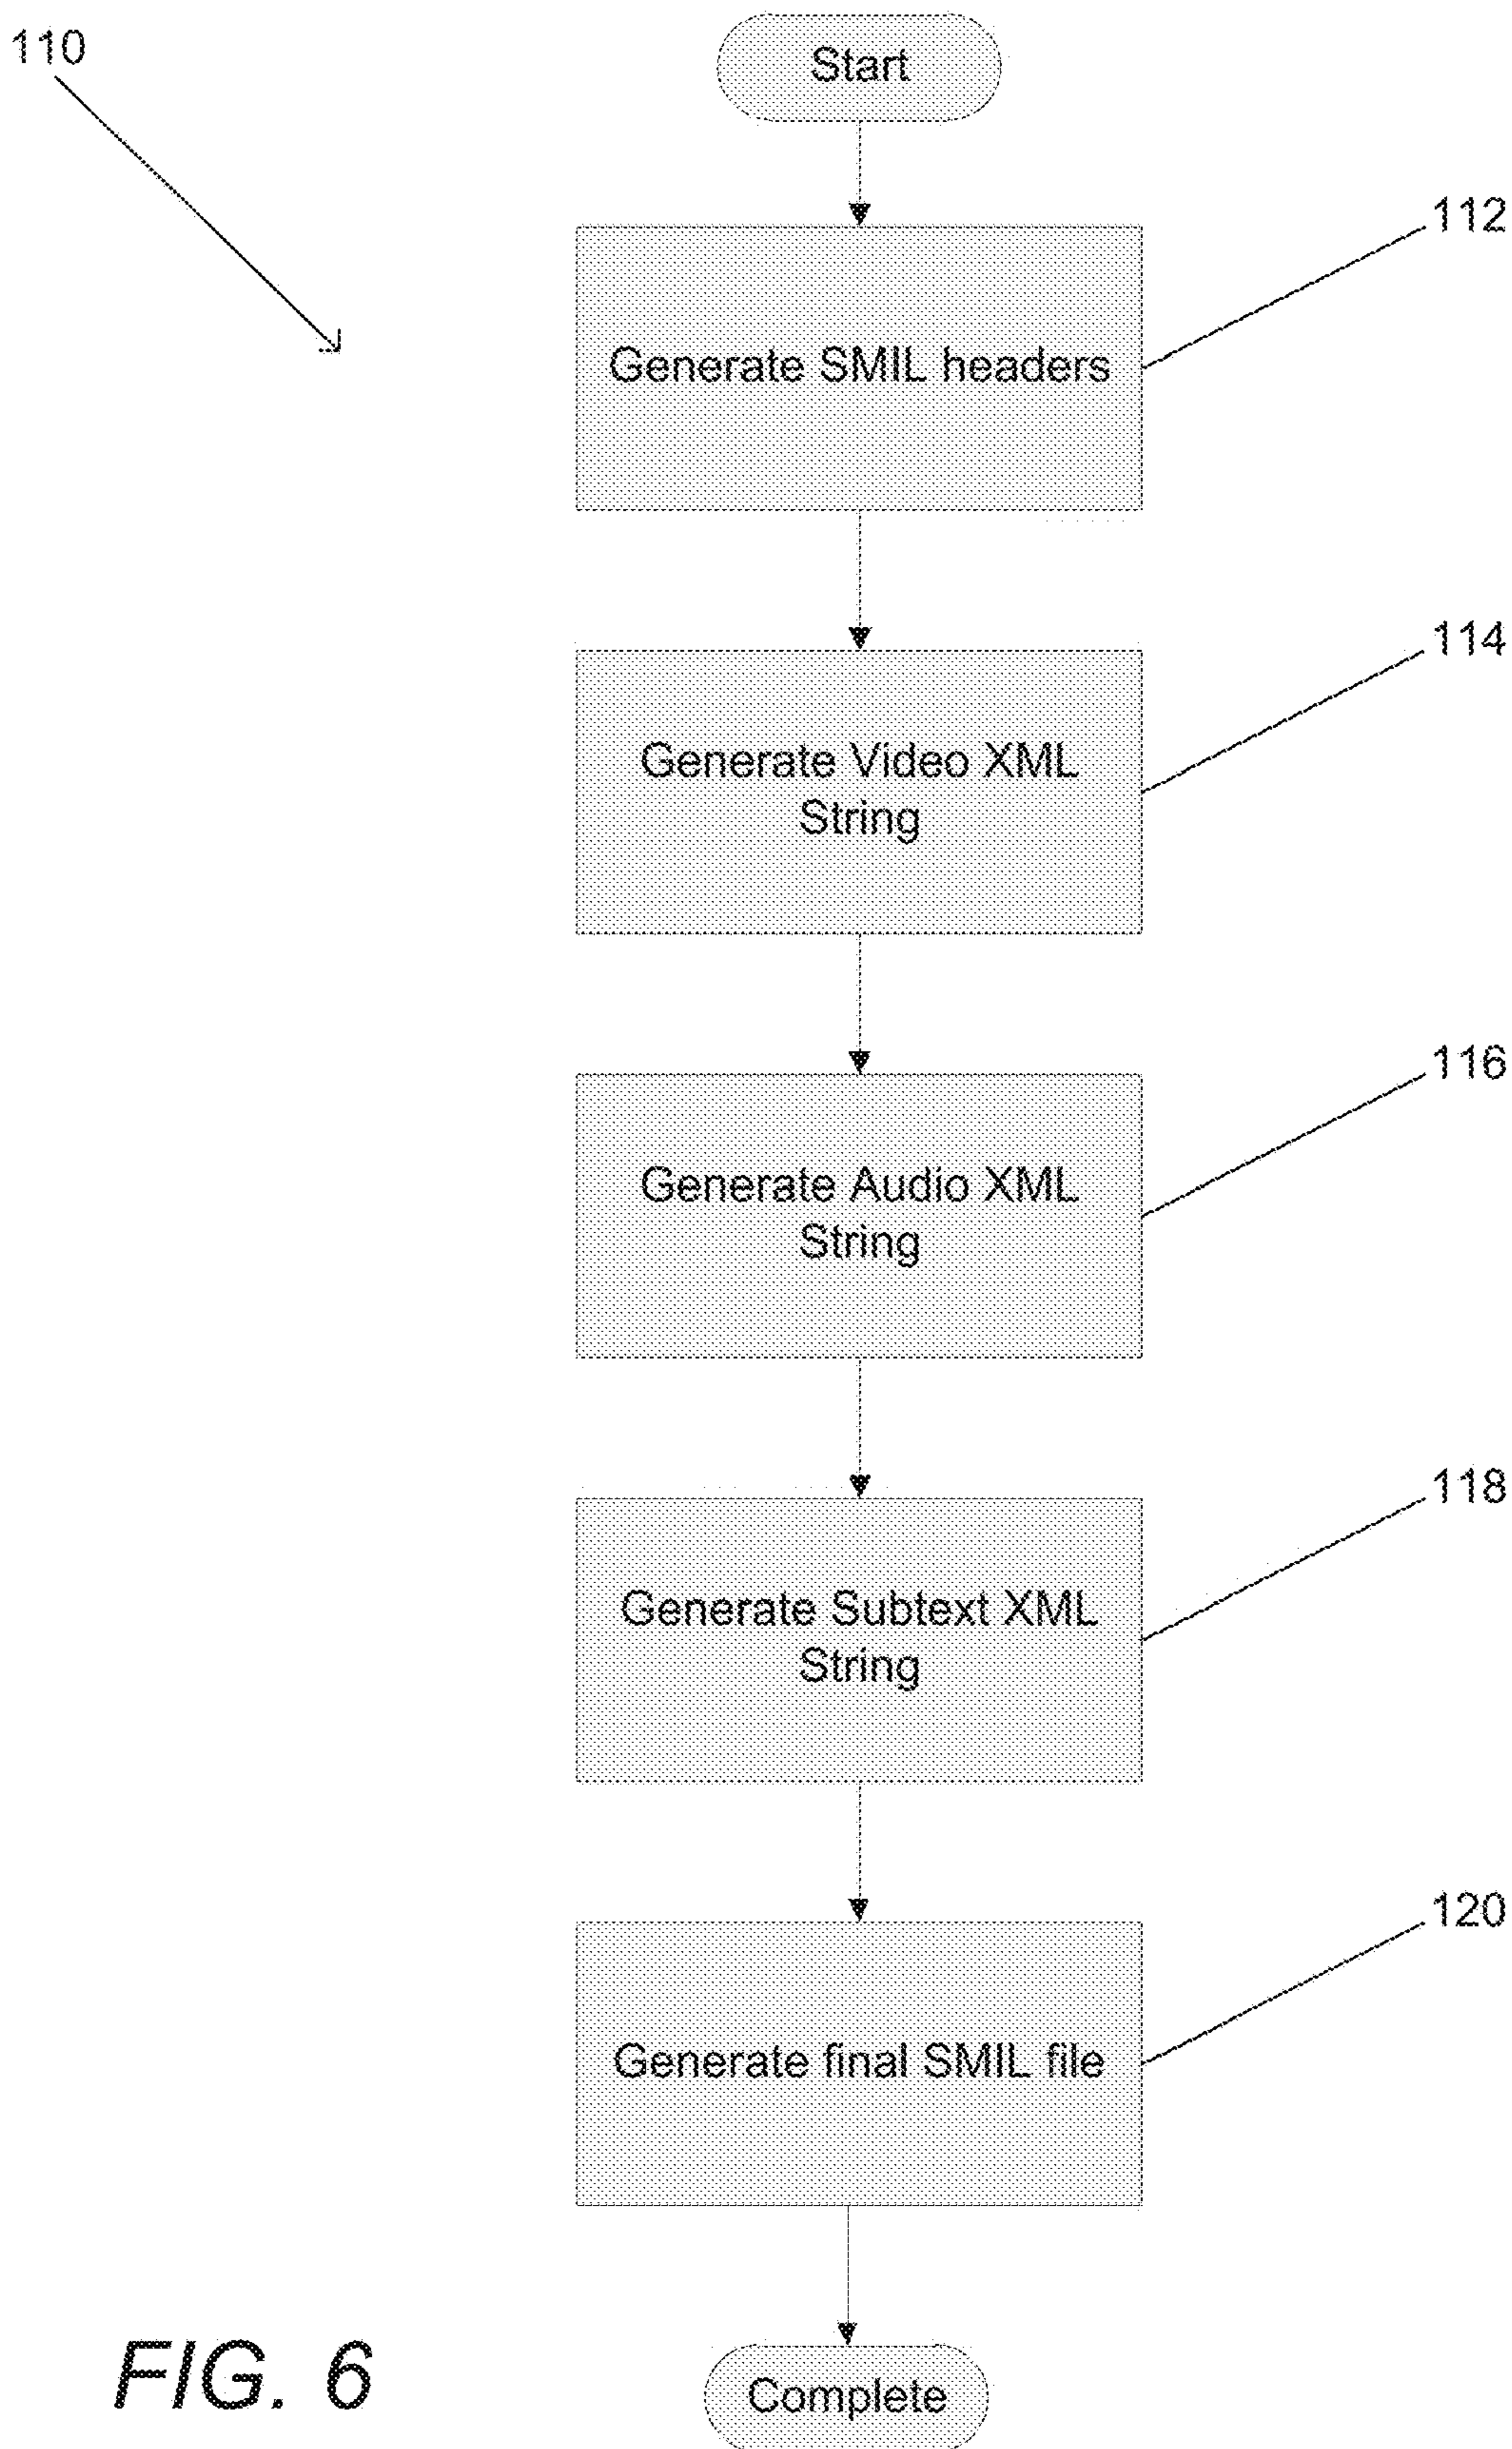 110
Start
112
Generate SMIL headers
114
Generate Video XML
String
116
Generate Audio XML
String
118
Generate Subtext XML
String
120
Generate final SMIL file
Complete
FIG. 6